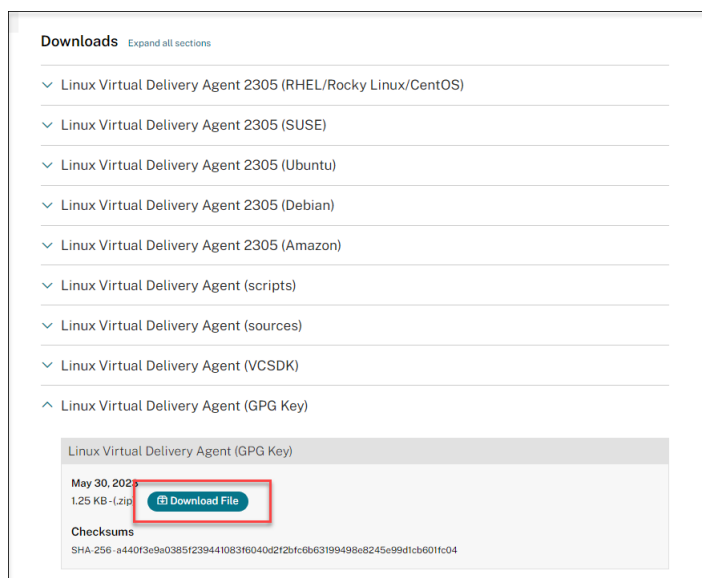 Downloads Expand all sections
Linux Virtual Delivery Agent 2305 (RHEL/Rocky Linux/CentOS)
Linux Virtual Delivery Agent 2305 (SUSE)
Linux Virtual Delivery Agent 2305 (Ubuntu)
Linux Virtual Delivery Agent 2305 (Debian)
Linux Virtual Delivery Agent 2305 (Amazon)
Linux Virtual Delivery Agent (scripts)
Linux Virtual Delivery Agent (sources)
Linux Virtual Delivery Agent (VCSDK)
Linux Virtual Delivery Agent (GPG Key)
Linux Virtual Delivery Agent (GPG Key)
May 30, 2023
1.25 KB - (.zip Download File
Checksums
SHA-256 - a440f3e9a0385f239441083f6040d2f2bfc6b63199498e8245e99d1cb601fc04